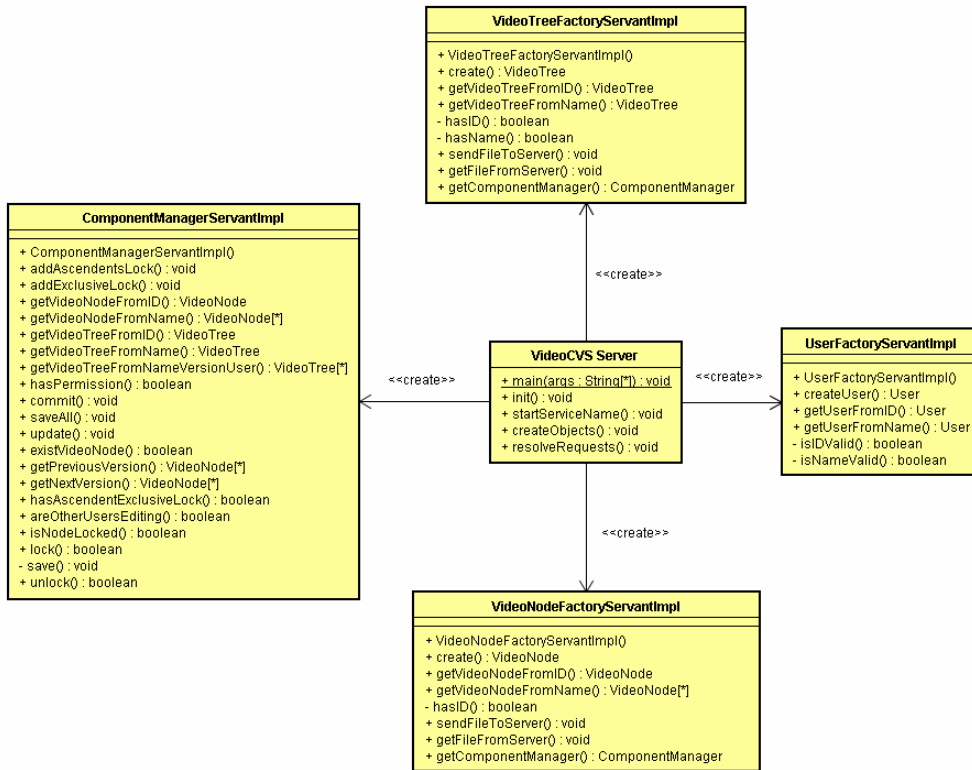 VideoTreeFactoryServantImpl
+ VideoTreeFactoryServantImpl()
+ create() : VideoTree
+ getVideoTreeFromID() : VideoTree
+ getVideoTreeFromName() : VideoTree
- hasID() : boolean
- hasName() : boolean
+ sendFileToServer() : void
+ getFileFromServer() : void
+ getComponentManager() : ComponentManager
<<create>>
ComponentManagerServantImpl
+ ComponentManagerServantImpl()
+ addAscendentsLock() : void
+ addExclusiveLock() : void
+ getVideoNodeFromID() : VideoNode
+ getVideoNodeFromName() : VideoNode[*]
+ getVideoTreeFromID() : VideoTree
+ getVideoTreeFromName() : VideoTree
+ getVideoTreeFromNameVersionUser() : VideoTree[*]
+ hasPermission() : boolean
+ commit() : void
+ saveAll() : void
+ update() : void
+ existVideoNode() : boolean
+ getPreviousVersion() : VideoNode[*]
+ getNextVersion() : VideoNode[*]
+ hasAscendentExclusiveLock() : boolean
+ areOtherUsersEditing() : boolean
+ isNodeLocked() : boolean
+ lock() : boolean
- save() : void
+ unlock() : boolean
<<create>>
VideoCVS Server
+ main(args : String[*]) : void
+ init() : void
+ startServiceName() : void
+ createObjects() : void
+ resolveRequests() : void
<<create>>
UserFactoryServantImpl
+ UserFactoryServantImpl()
+ createUser() : User
+ getUserFromID() : User
+ getUserFromName() : User
- isIDValid() : boolean
- isNameValid() : boolean
<<create>>
VideoNodeFactoryServantImpl
+ VideoNodeFactoryServantImpl()
+ create() : VideoNode
+ getVideoNodeFromID() : VideoNode
+ getVideoNodeFromName() : VideoNode[*]
- hasID() : boolean
+ sendFileToServer() : void
+ getFileFromServer() : void
+ getComponentManager() : ComponentManager